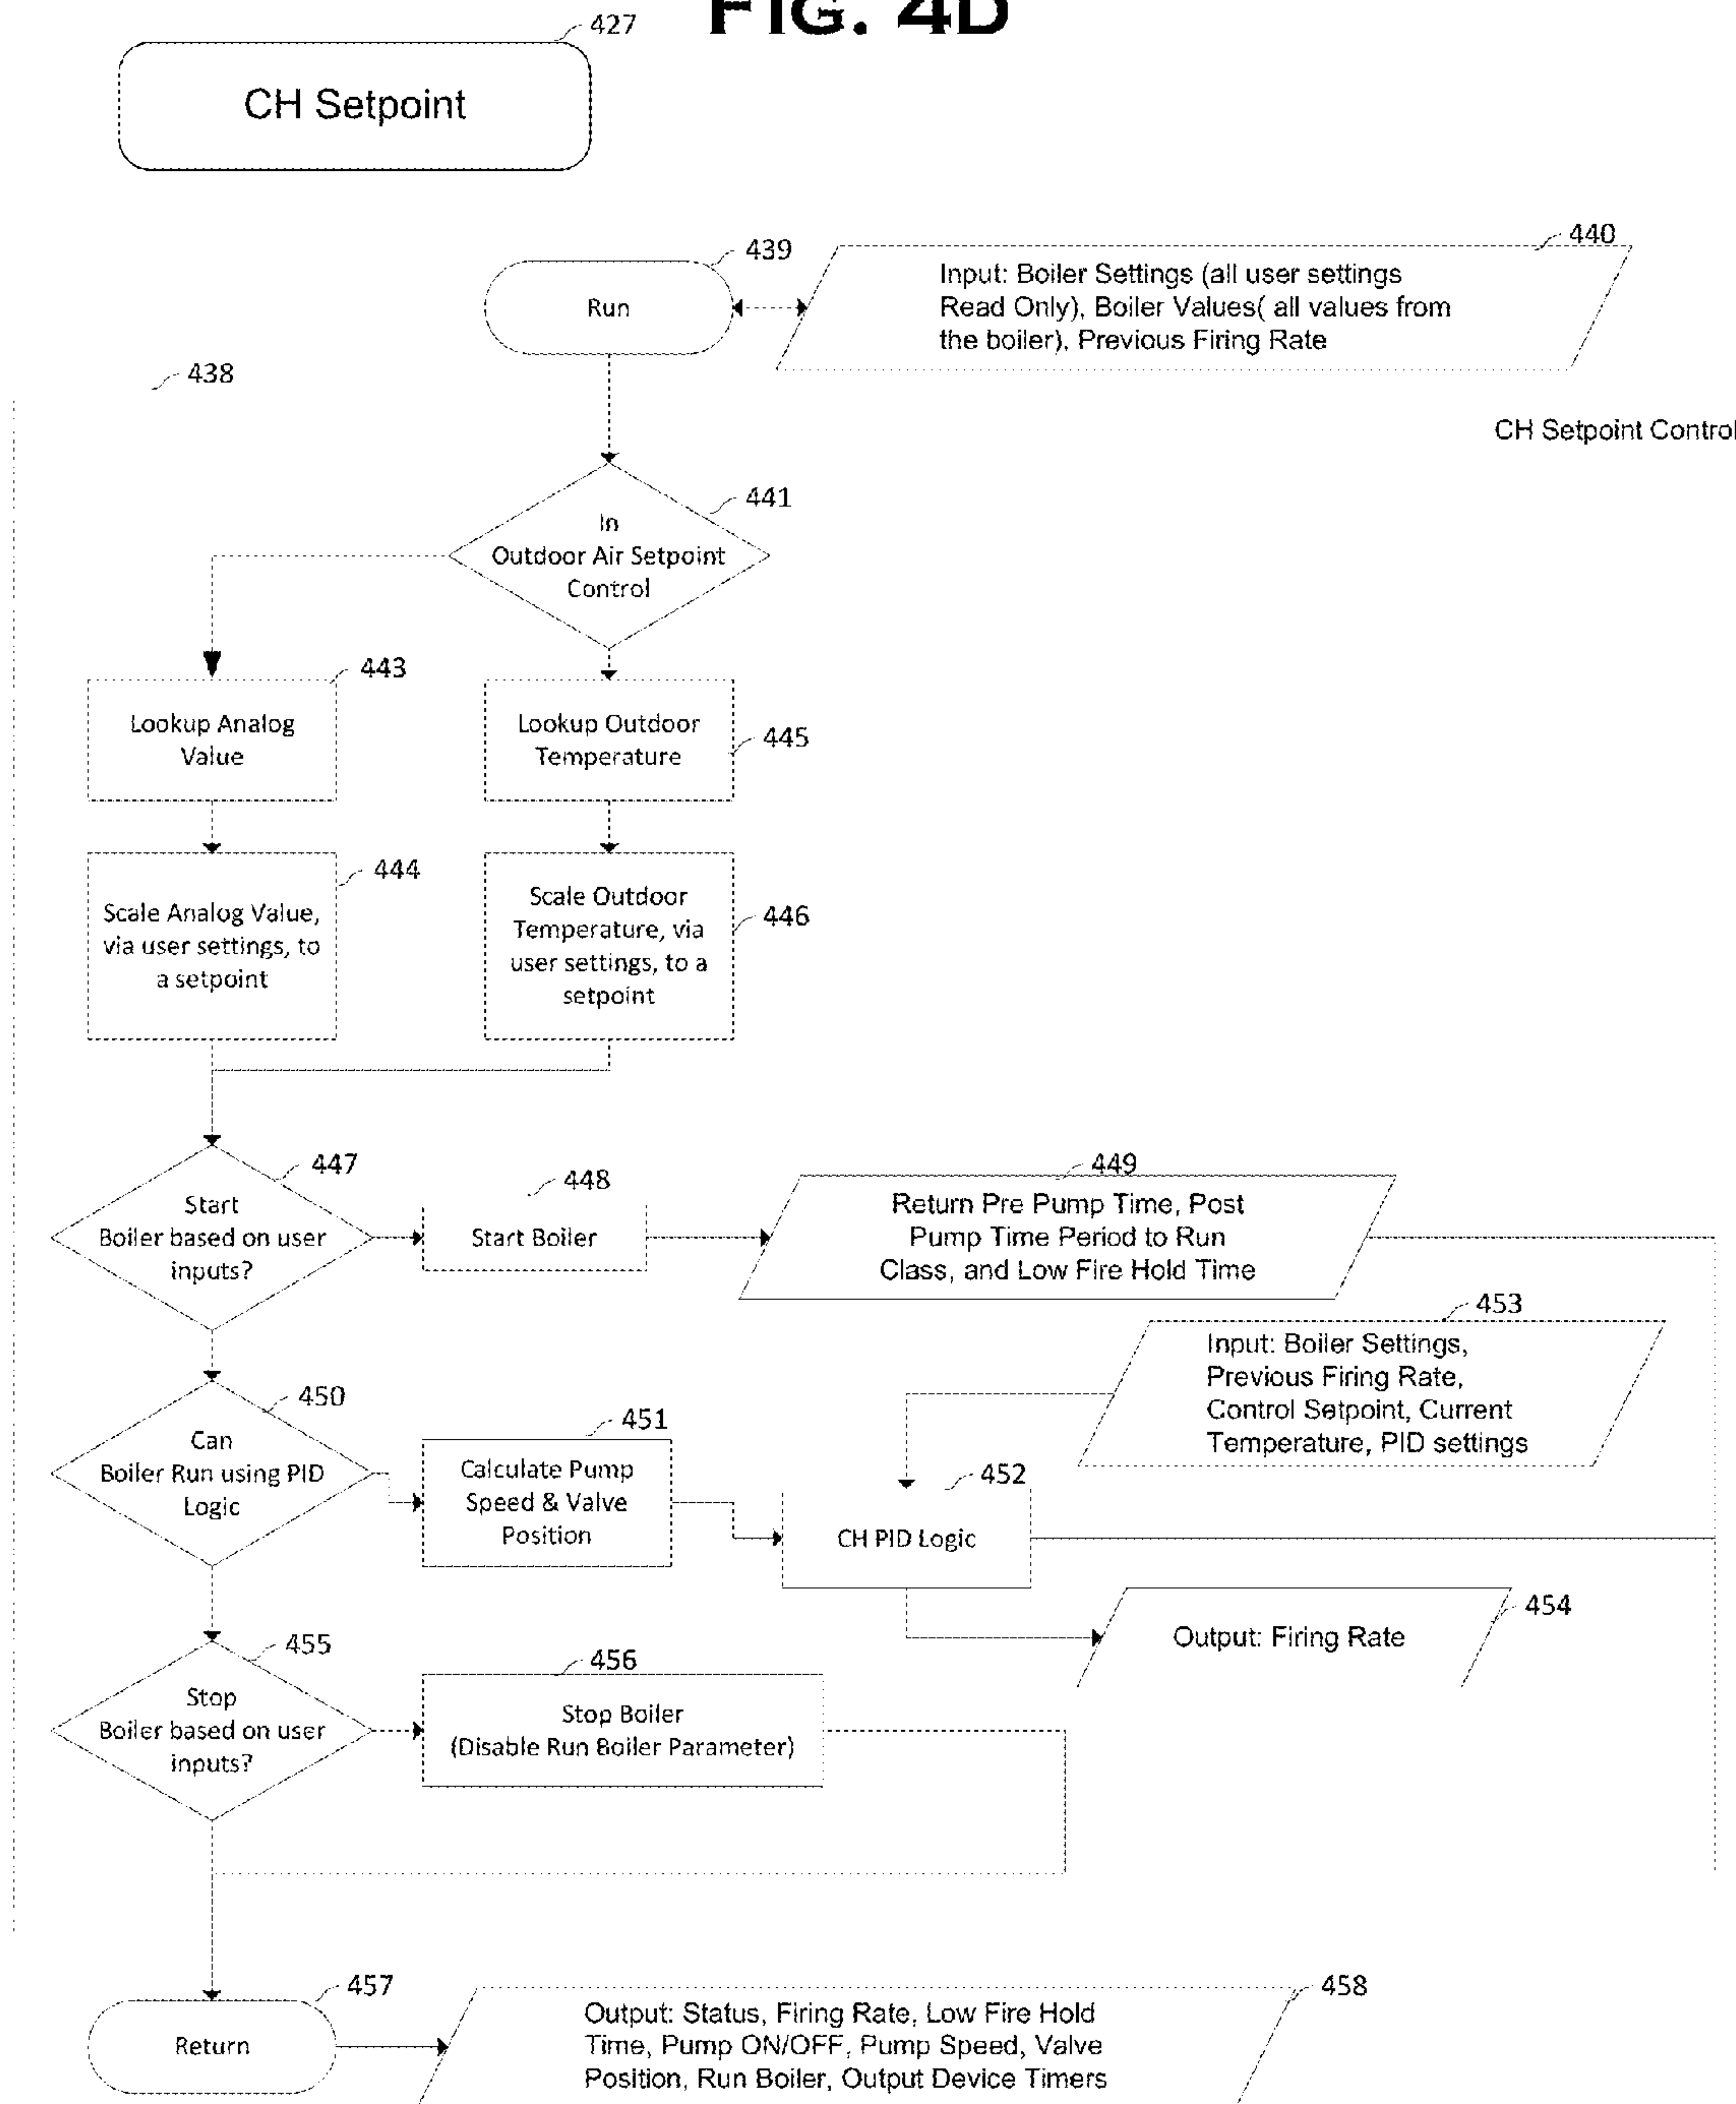 FIG. 4D
427
CH Setpoint
439
440
Run
Input: Boiler Settings (all user settings
Read Only), Boiler Values( all values from
the boiler), Previous Firing Rate
438
CH Setpoint Control
441
In
Outdoor Air Setpoint
Control
443
Lookup Analog
Value
Lookup Outdoor
Temperature
445
444
Scale Analog Value,
via user settings, to
a setpoint
Scale Outdoor
Temperature, via
user settings, to a
setpoint
446
447
Start
Boiler based on user
inputs?
448
Start Boiler
449
Return Pre Pump Time, Post
Pump Time Period to Run
Class, and Low Fire Hold Time
453
Input: Boiler Settings,
Previous Firing Rate,
Control Setpoint, Current
Temperature, PID settings
450
Can
Boiler Run using PID
Logic
451
Calculate Pump
Speed & Valve
Position
452
CH PID Logic
454
Output: Firing Rate
455
Stop
Boiler based on user
inputs?
456
Stop Boiler
(Disable Run Boiler Parameter)
457
Return
458
Output: Status, Firing Rate, Low Fire Hold
Time, Pump ON/OFF, Pump Speed, Valve
Position, Run Boiler, Output Device Timers